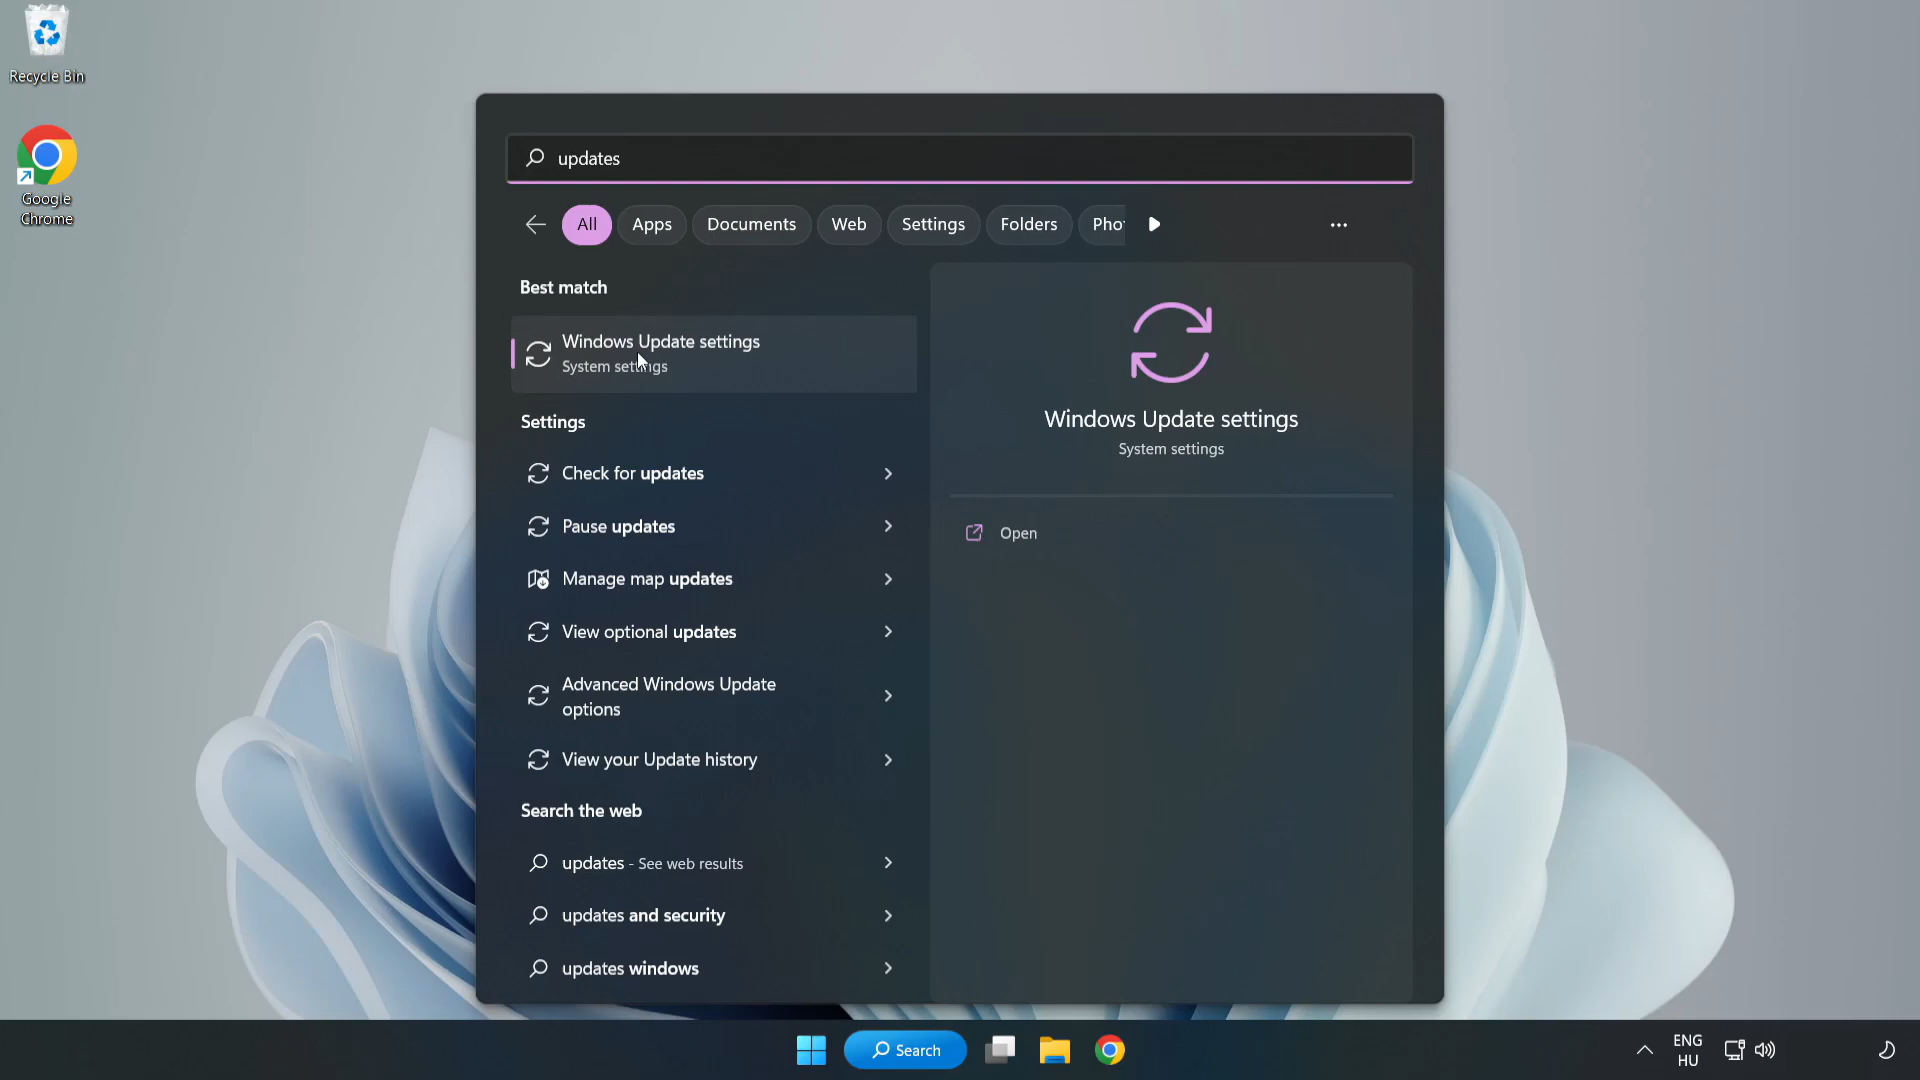 Recycle Bin
Google
Chrome
updates
All
Apps
Documents
Web
Settings
Folders
Best match
Windows Update settings
System settings
Settings
Check for updates
Pause updates
Manage map updates
View optional updates
Advanced Windows Update
options
View your Update history
Search the web
updates - See web results
updates and security
updates windows
Windows Update settings
System settings
Open
Search
ENG
HU